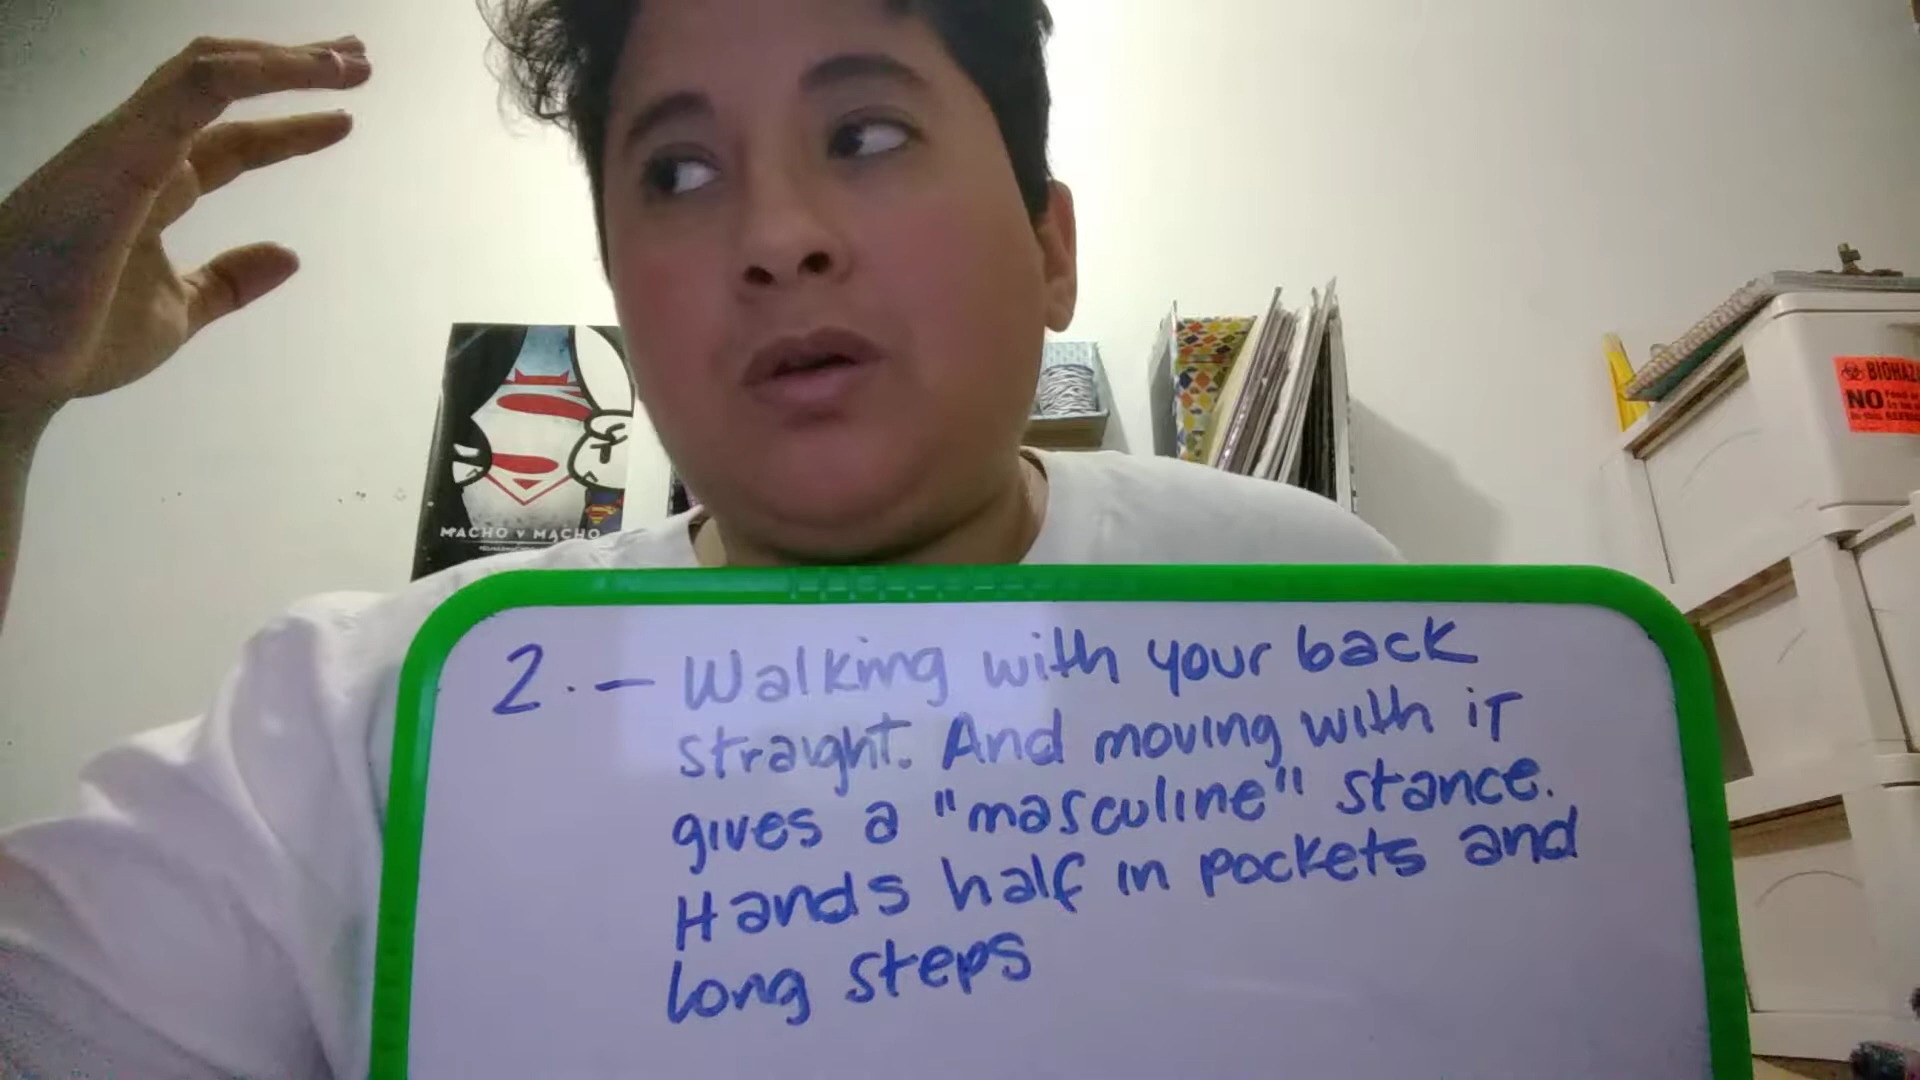 MACHO V MACHO
BIOHAZ
NO
2.- Walking with your back
straight. And moving with it
gives a "masculine" stance.
Hands half in pockets and
long steps